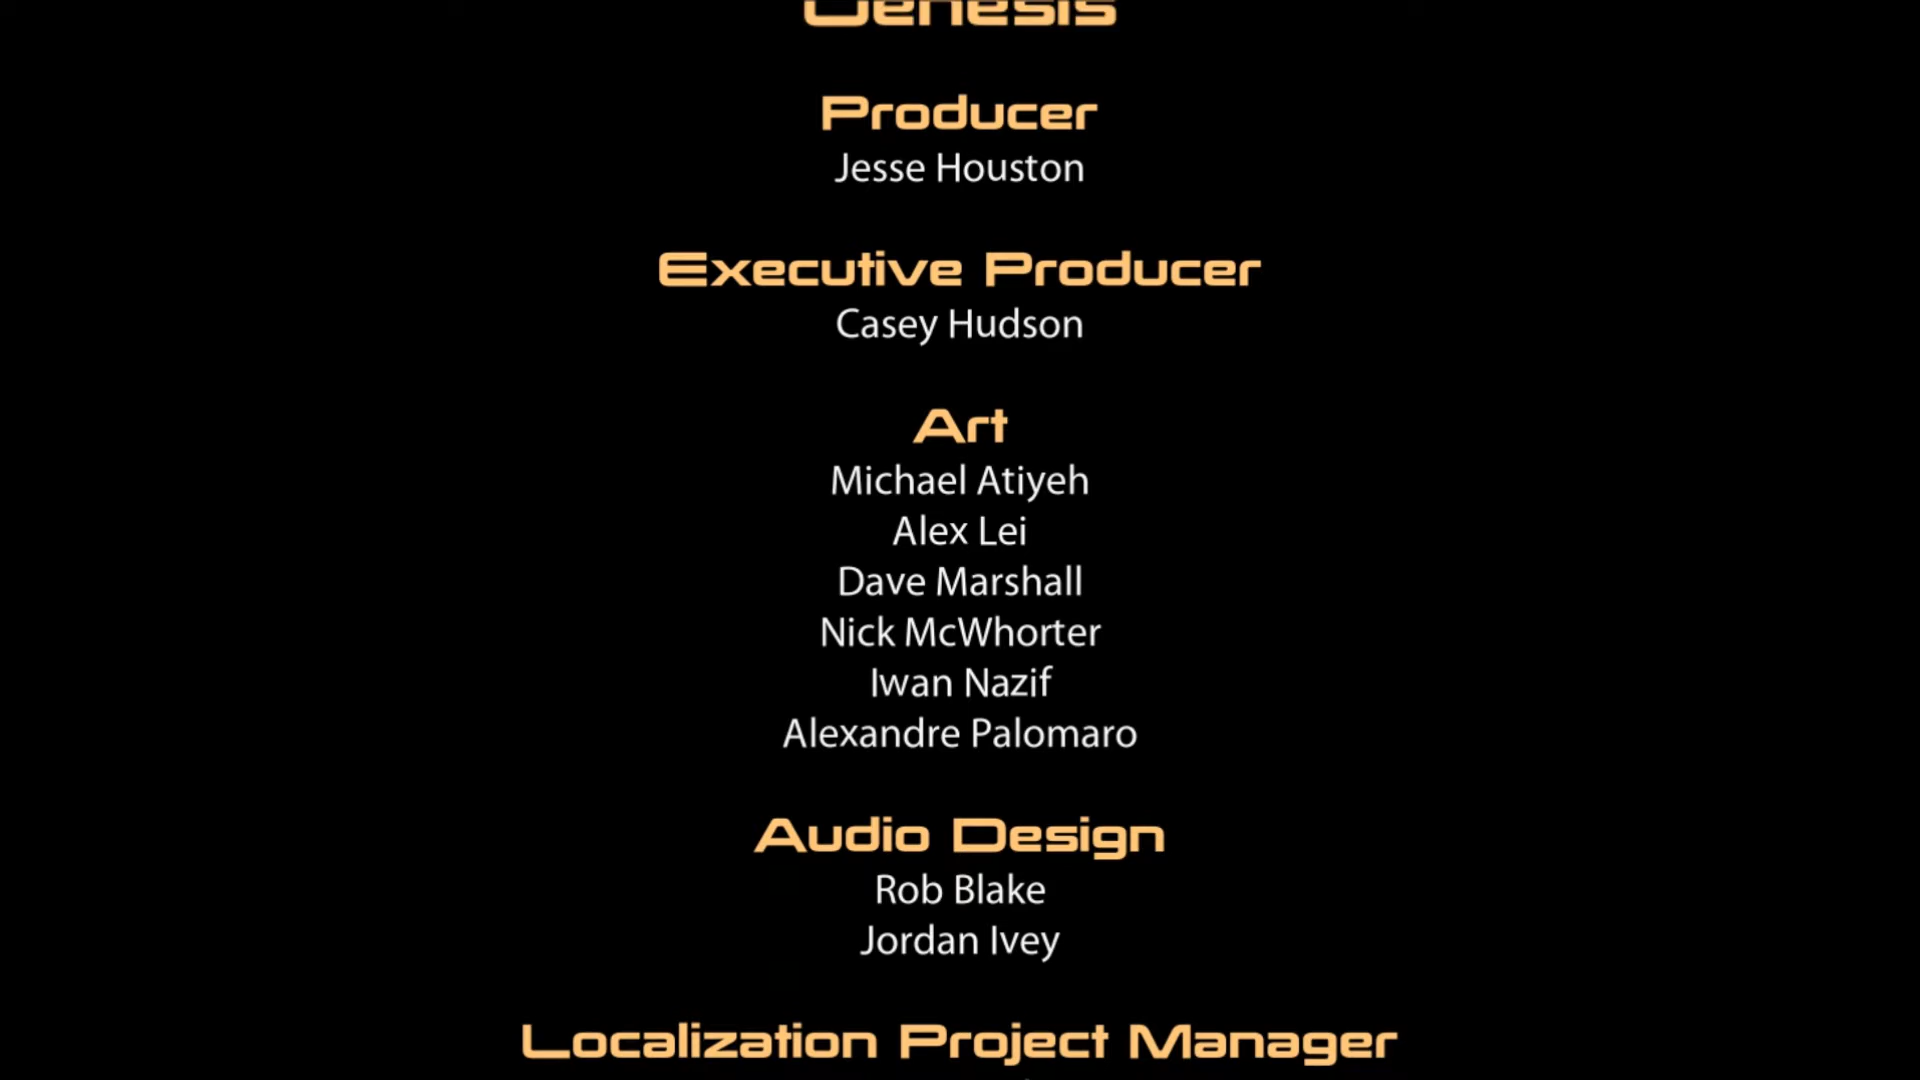 Genesis
Producer
Jesse Houston
Executive Producer
Casey Hudson
Art
Michael Atiyeh
Alex Lei
Dave Marshall
Nick McWhorter
Iwan Nazif
Alexandre Palomaro
Audio Design
Rob Blake
Jordan Ivey
Localization Project Manager